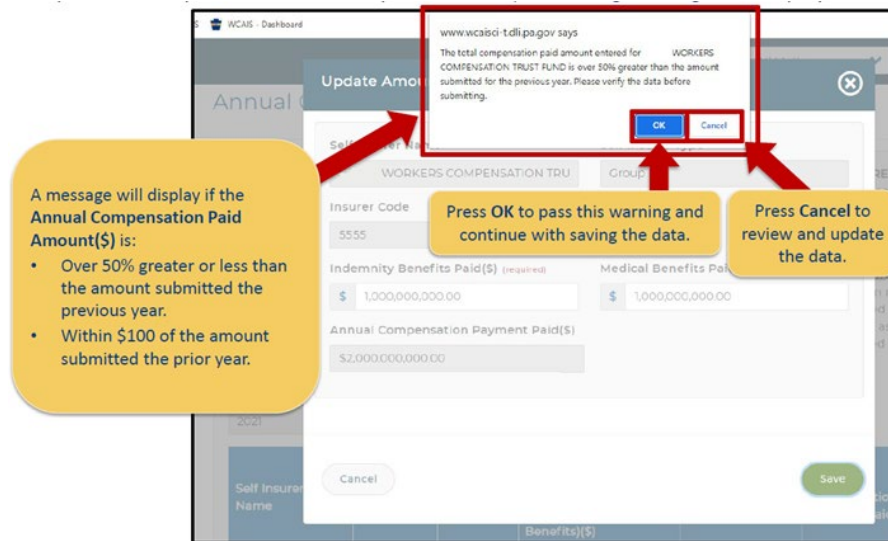 WCAIS - Dashboard
www.wcaisci-t.dli.pa.gov says
The total compensation paid amount entered for WORKERS
COMPENSATION TRUST FUND is over 50% greater than the amount
submitted for the previous year. Please verify the data before
submitting.
OK Cancel
Update Amou
Annual
Self Insurer Name
WORKERS COMPENSATION TRU
Group
Insurer Code
5555
Indemnity Benefits Paid($) (required)
Medical Benefits Pai
$ 1,000,000,000.00
$ 1,000,000,000.00
Annual Compensation Payment Paid($)
$2,000,000,000.00
A message will display if the
Annual Compensation Paid
Amount($) is:
• Over 50% greater or less than
the amount submitted the
previous year.
• Within $100 of the amount
submitted the prior year.
Press OK to pass this warning and
continue with saving the data.
Press Cancel to
review and update
the data.
2021
Cancel
Save
Self Insurer
Name
Benefits)($)